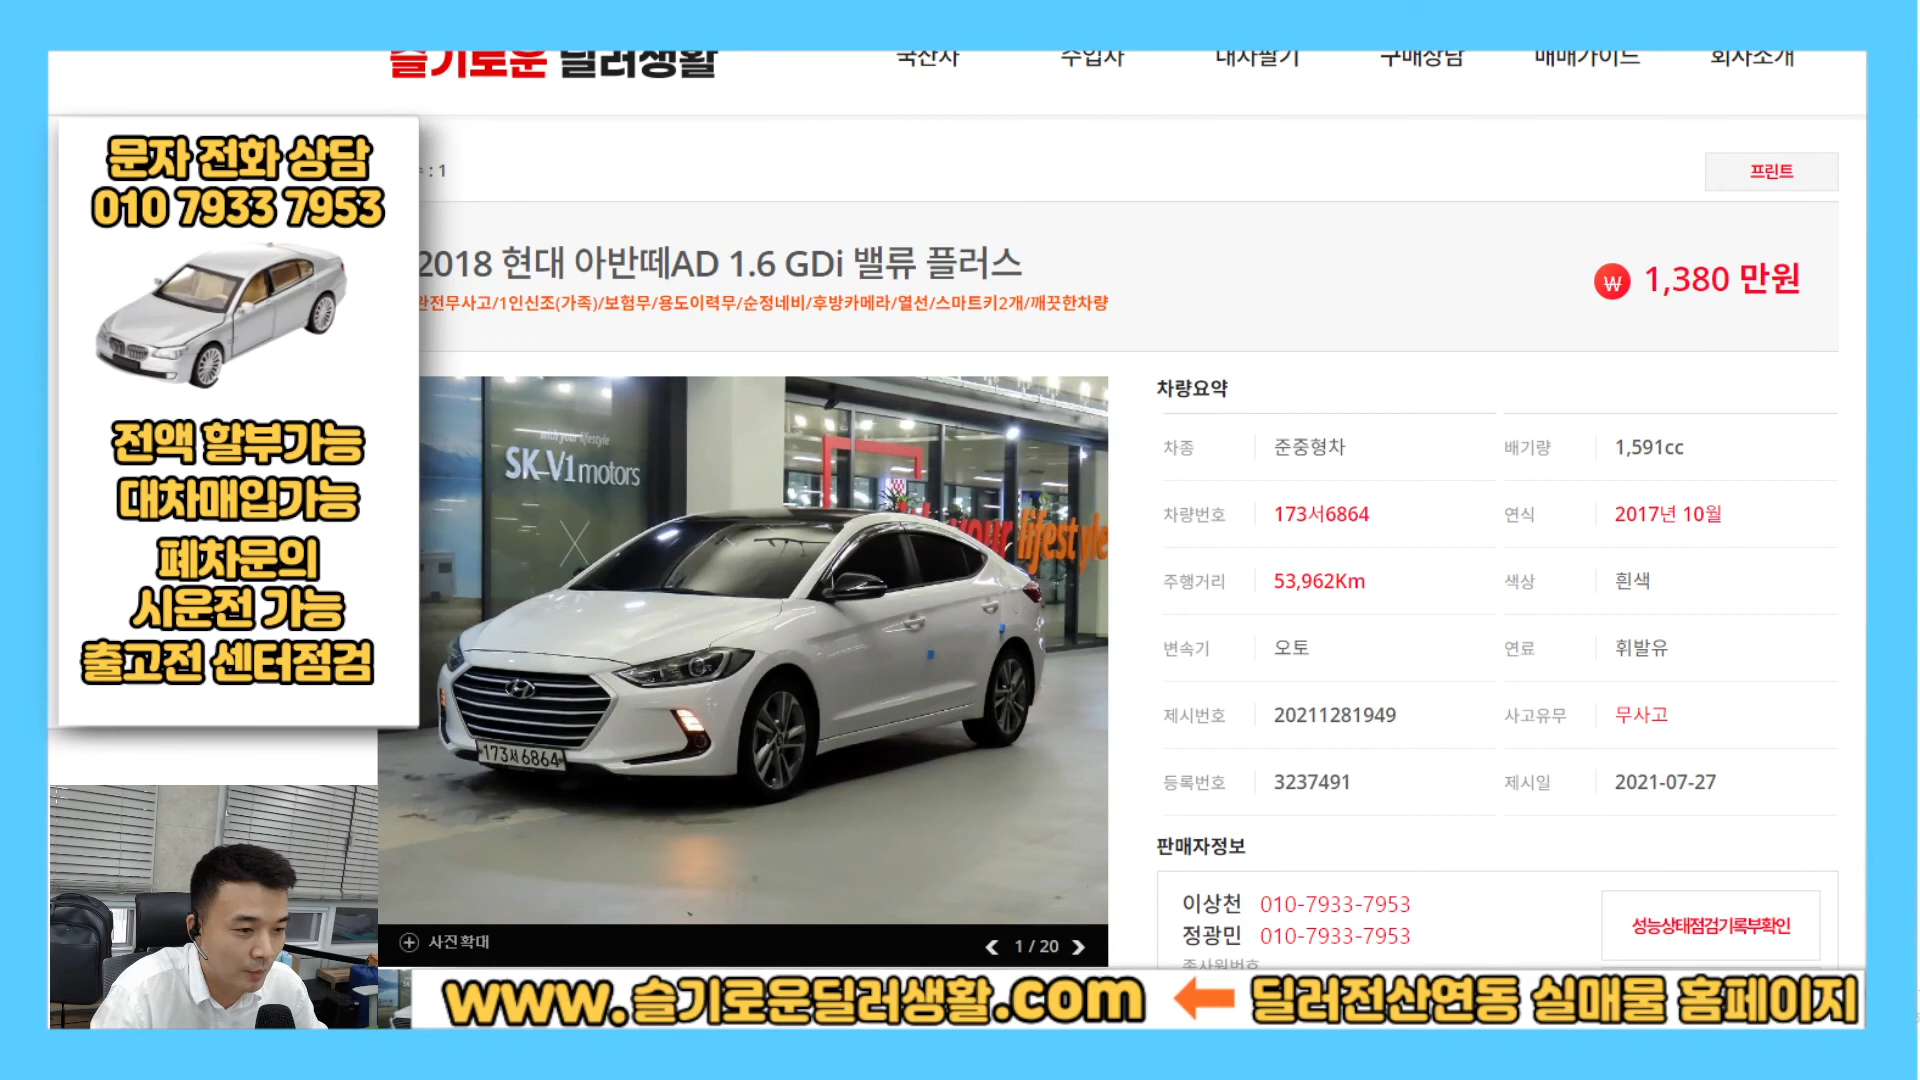 슬기로운 딜러생활
국산차 수입차 내차팔기 구매상담 매매가이드 회사소개
문자 전화 상담
010 7933 7953
전액 할부가능
대차매입가능
폐차문의
시운전 가능
출고전 센터점검
: 1
프린트
2018 현대 아반떼AD 1.6 GDi 밸류 플러스
완전무사고/1인신조(가족)/보험무/용도이력무/순정네비/후방카메라/열선/스마트키2개/깨끗한차량
₩ 1,380 만원
with your lifestyle
SK-V1motors
your lifestyle
173서6864
사진확대
1 / 20
차량요약
차종 준중형차 배기량 1,591cc
차량번호 173서6864 연식 2017년 10월
주행거리 53,962Km 색상 흰색
변속기 오토 연료 휘발유
제시번호 20211281949 사고유무 무사고
등록번호 3237491 제시일 2021-07-27
판매자정보
이상천 010-7933-7953
정광민 010-7933-7953
종사원번호
성능상태점검기록부확인
www.슬기로운딜러생활.com 딜러전산연동 실매물 홈페이지